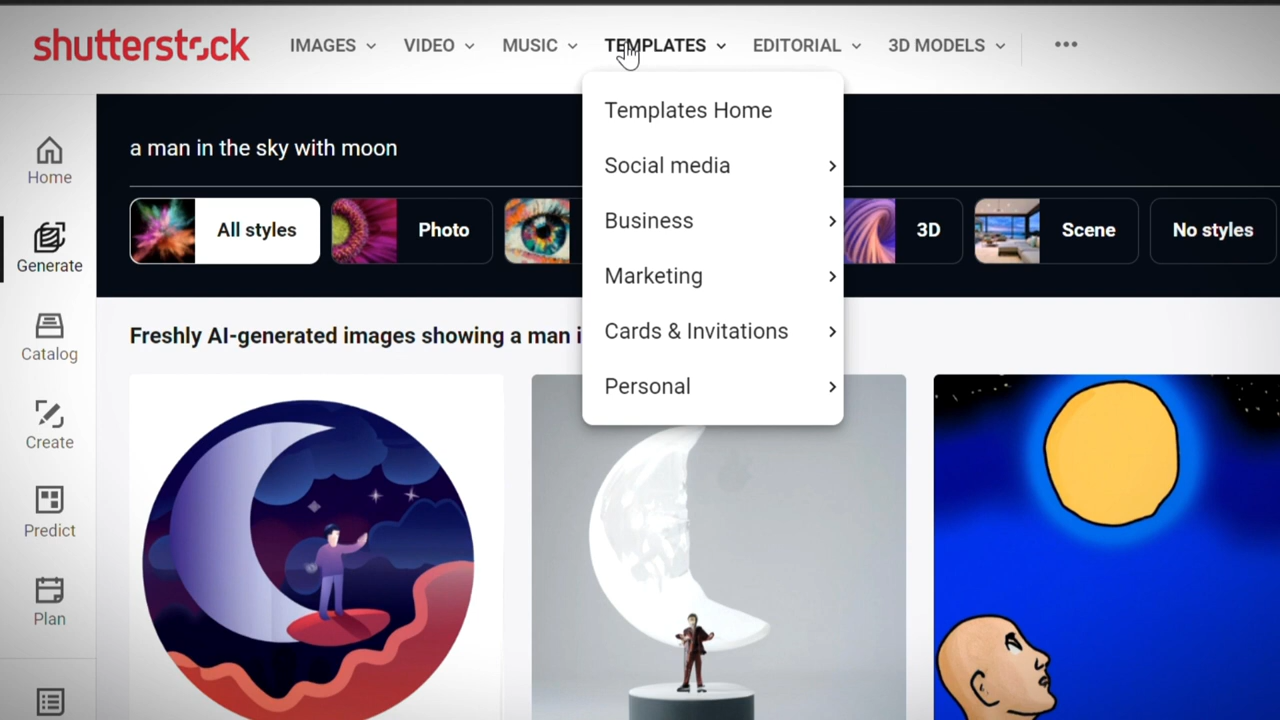 shutterstock
IMAGES
VIDEO
MUSIC
TEMPLATES
EDITORIAL
3D MODELS
Templates Home
Social media
Business
Marketing
Cards & Invitations
Personal
Home
Generate
Catalog
Create
Predict
Plan
a man in the sky with moon
All styles
Photo
3D
Scene
No styles
Freshly AI-generated images showing a man i